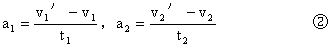 a₁ = (v₁′ − v₁)/t₁ , a₂ = (v₂′ − v₂)/t₂ ②